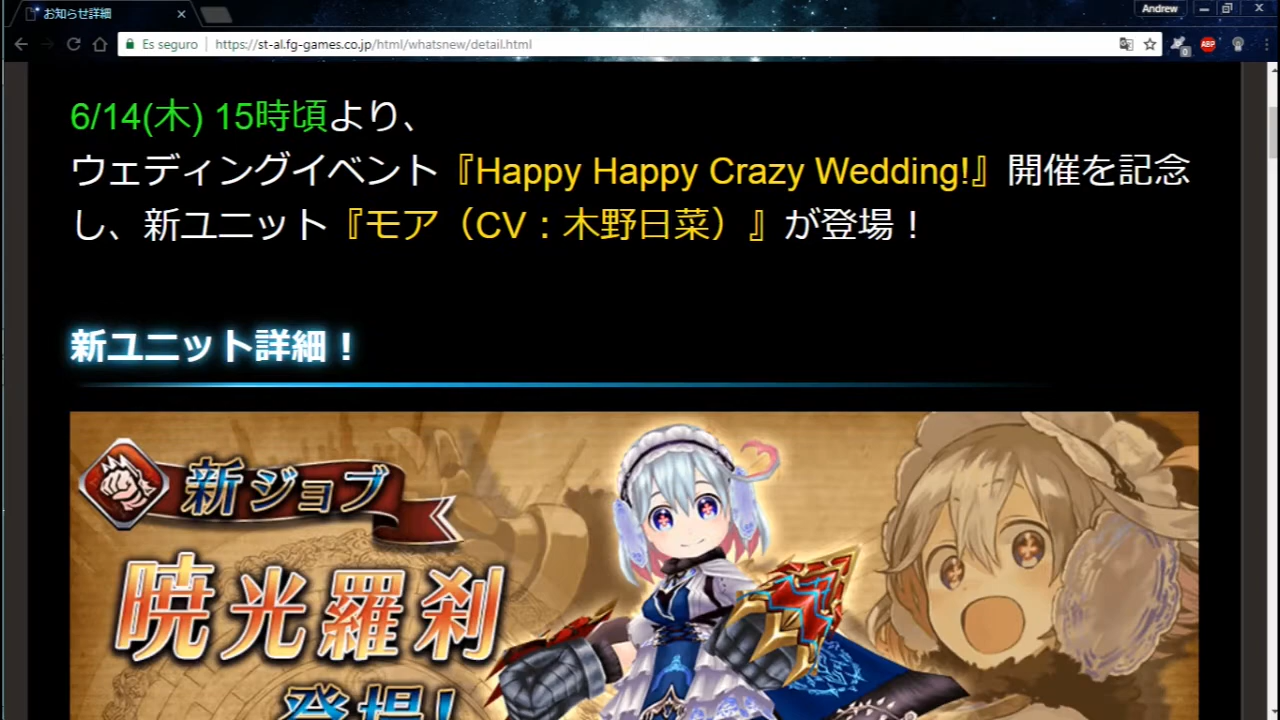 お知らせ詳細
Andrew
Es seguro
https://st-al.fg-games.co.jp/html/whatsnew/detail.html
ABP
0
6/14(木) 15時頃より、
ウェディングイベント『Happy Happy Crazy Wedding!』開催を記念
し、新ユニット『モア（CV：木野日菜）』が登場！
新ユニット詳細！
新ジョブ
暁光羅刹
登場!